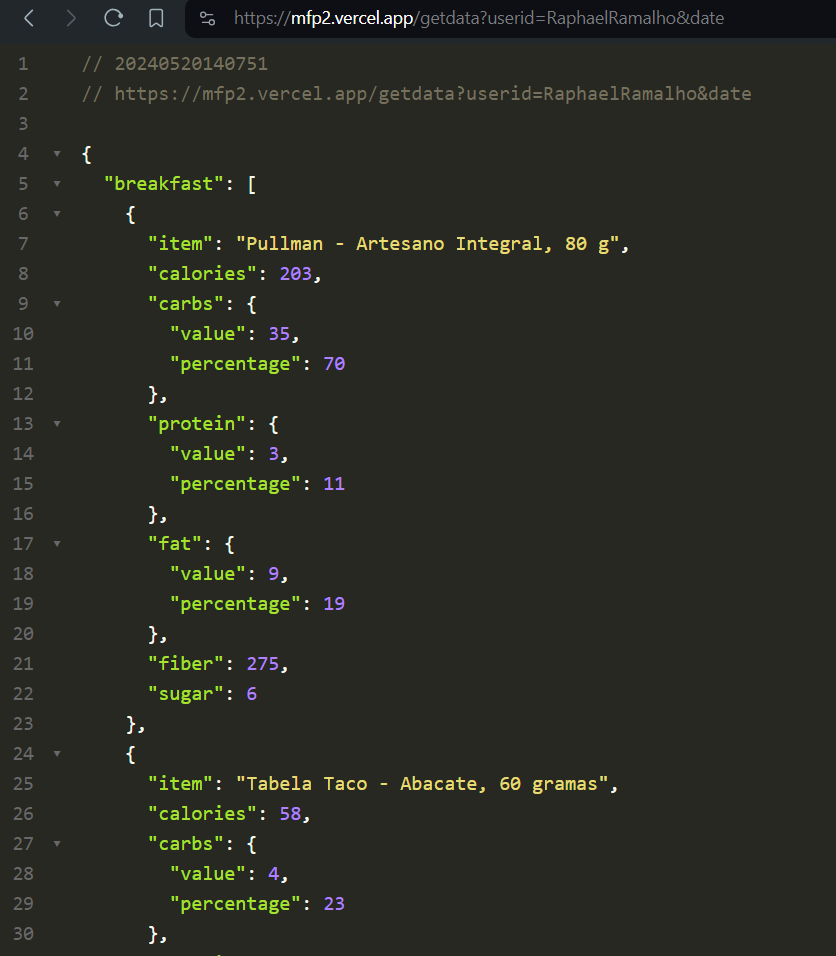 https://mfp2.vercel.app/getdata?userid=RaphaelRamalho&date
1 // 20240520140751
2 // https://mfp2.vercel.app/getdata?userid=RaphaelRamalho&date
3
4 {
5 "breakfast": [
6 {
7 "item": "Pullman - Artesano Integral, 80 g",
8 "calories": 203,
9 "carbs": {
10 "value": 35,
11 "percentage": 70
12 },
13 "protein": {
14 "value": 3,
15 "percentage": 11
16 },
17 "fat": {
18 "value": 9,
19 "percentage": 19
20 },
21 "fiber": 275,
22 "sugar": 6
23 },
24 {
25 "item": "Tabela Taco - Abacate, 60 gramas",
26 "calories": 58,
27 "carbs": {
28 "value": 4,
29 "percentage": 23
30 },